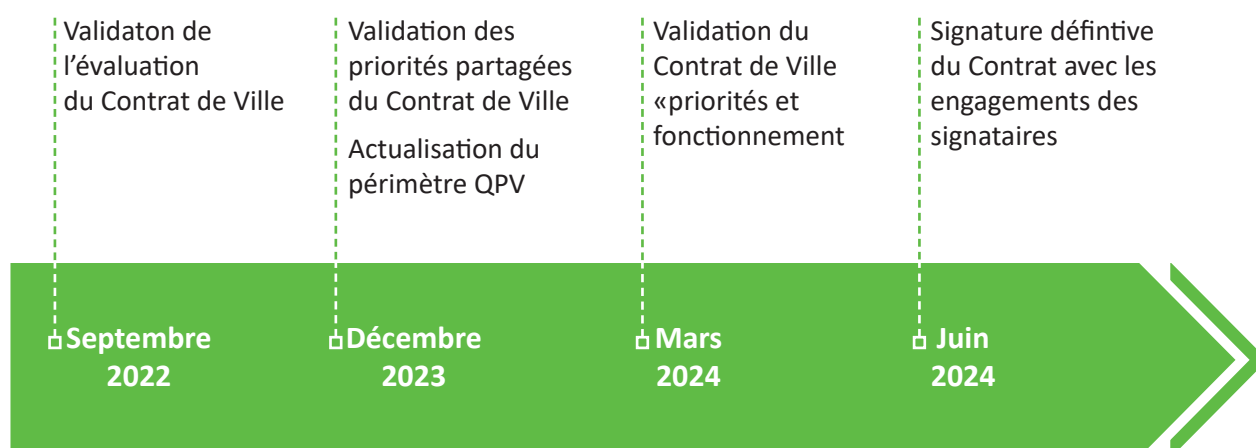 Validaton de
l’évaluation
du Contrat de Ville
Validation des
priorités partagées
du Contrat de Ville
Actualisation du
périmètre QPV
Validation du
Contrat de Ville
«priorités et
fonctionnement
Signature défintive
du Contrat avec les
engagements des
signataires
Septembre
2022
Décembre
2023
Mars
2024
Juin
2024